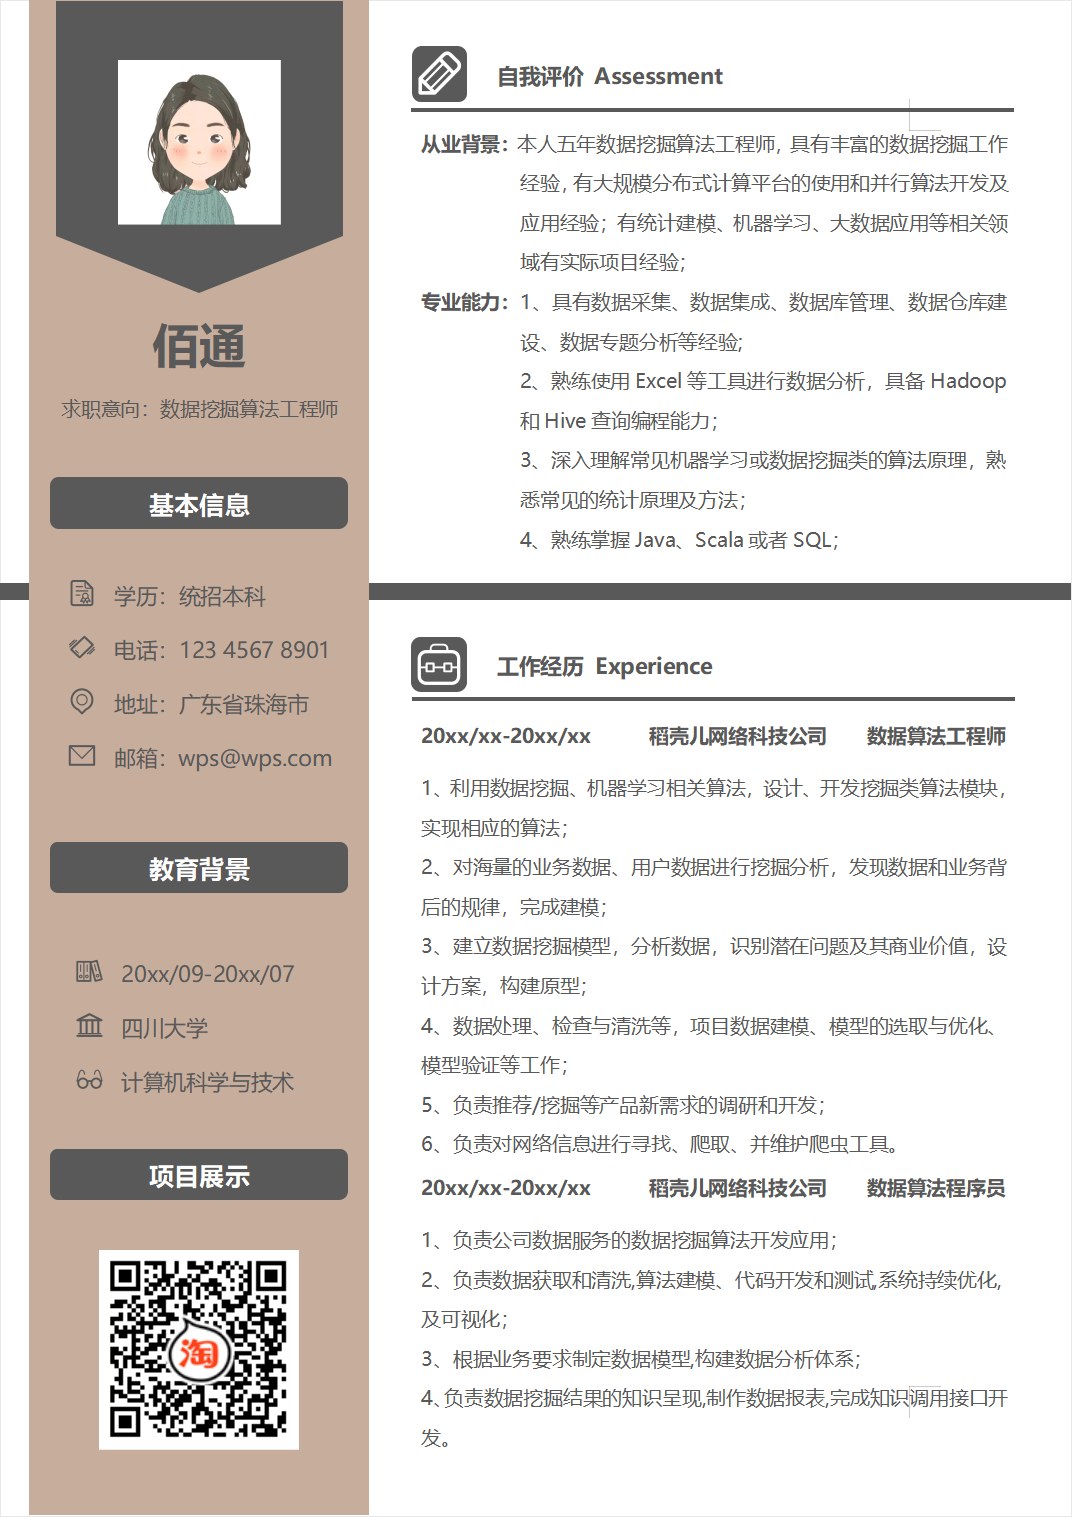 佰通
求职意向：数据挖掘算法工程师
基本信息
学历：统招本科
电话：123 4567 8901
地址：广东省珠海市
邮箱：wps@wps.com
教育背景
20xx/09-20xx/07
四川大学
计算机科学与技术
项目展示
淘
自我评价 Assessment
从业背景：本人五年数据挖掘算法工程师，具有丰富的数据挖掘工作
经验，有大规模分布式计算平台的使用和并行算法开发及
应用经验；有统计建模、机器学习、大数据应用等相关领
域有实际项目经验；
专业能力：1、具有数据采集、数据集成、数据库管理、数据仓库建
设、数据专题分析等经验;
2、熟练使用 Excel 等工具进行数据分析，具备 Hadoop
和 Hive 查询编程能力；
3、深入理解常见机器学习或数据挖掘类的算法原理，熟
悉常见的统计原理及方法；
4、熟练掌握 Java、Scala 或者 SQL；
工作经历 Experience
20xx/xx-20xx/xx 稻壳儿网络科技公司 数据算法工程师
1、利用数据挖掘、机器学习相关算法，设计、开发挖掘类算法模块，
实现相应的算法；
2、对海量的业务数据、用户数据进行挖掘分析，发现数据和业务背
后的规律，完成建模；
3、建立数据挖掘模型，分析数据，识别潜在问题及其商业价值，设
计方案，构建原型；
4、数据处理、检查与清洗等，项目数据建模、模型的选取与优化、
模型验证等工作；
5、负责推荐/挖掘等产品新需求的调研和开发；
6、负责对网络信息进行寻找、爬取、并维护爬虫工具。
20xx/xx-20xx/xx 稻壳儿网络科技公司 数据算法程序员
1、负责公司数据服务的数据挖掘算法开发应用；
2、负责数据获取和清洗,算法建模、代码开发和测试,系统持续优化,
及可视化；
3、根据业务要求制定数据模型,构建数据分析体系；
4、负责数据挖掘结果的知识呈现,制作数据报表,完成知识调用接口开
发。